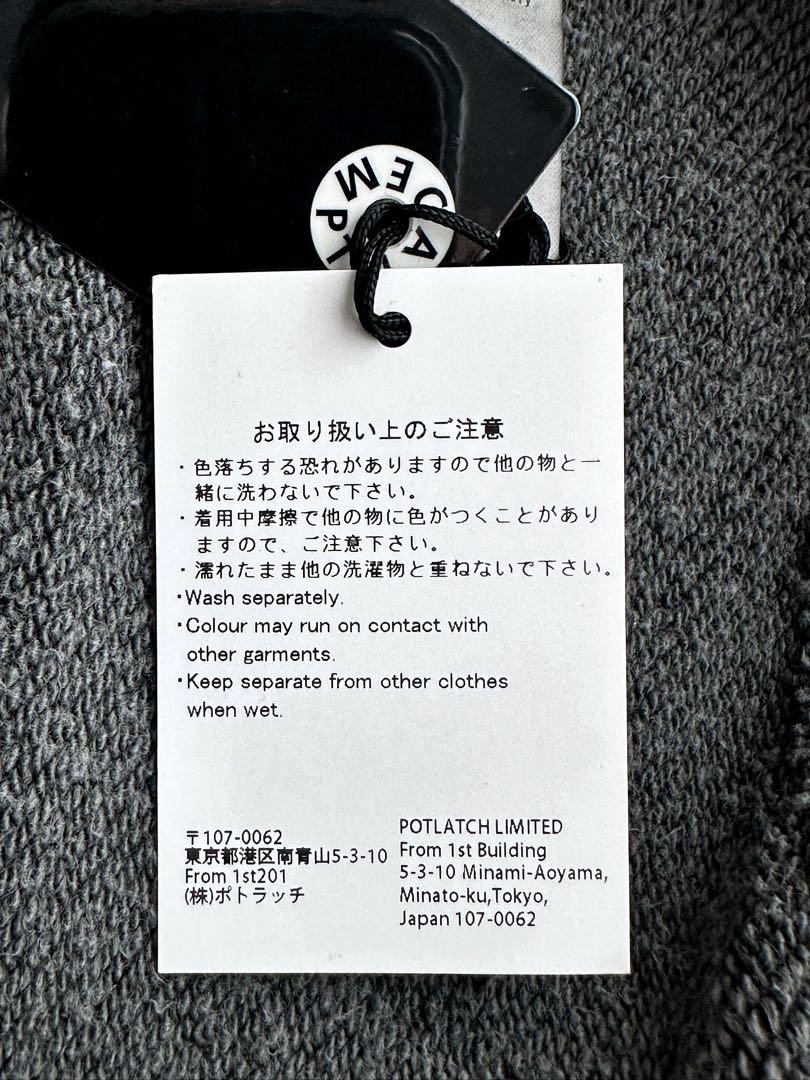 CAV EMPT
お取り扱い上のご注意
・色落ちする恐れがありますので他の物と一
緒に洗わないで下さい。
・着用中摩擦で他の物に色がつくことがあり
ますので、ご注意下さい。
・濡れたまま他の洗濯物と重ねないで下さい。
・Wash separately.
・Colour may run on contact with
other garments.
・Keep separate from other clothes
when wet.
〒107-0062
東京都港区南青山5-3-10
From 1st201
(株)ポトラッチ
POTLATCH LIMITED
From 1st Building
5-3-10 Minami-Aoyama,
Minato-ku,Tokyo,
Japan 107-0062